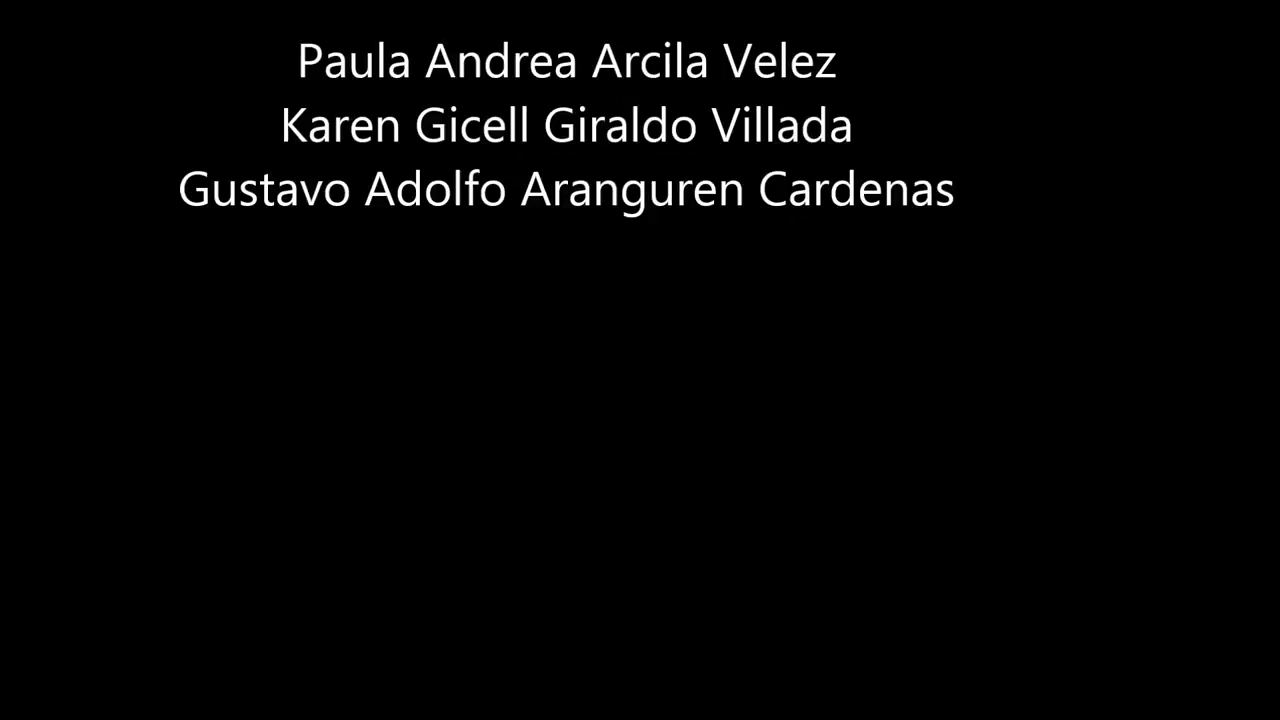 Paula Andrea Arcila Velez
Karen Gicell Giraldo Villada
Gustavo Adolfo Aranguren Cardenas